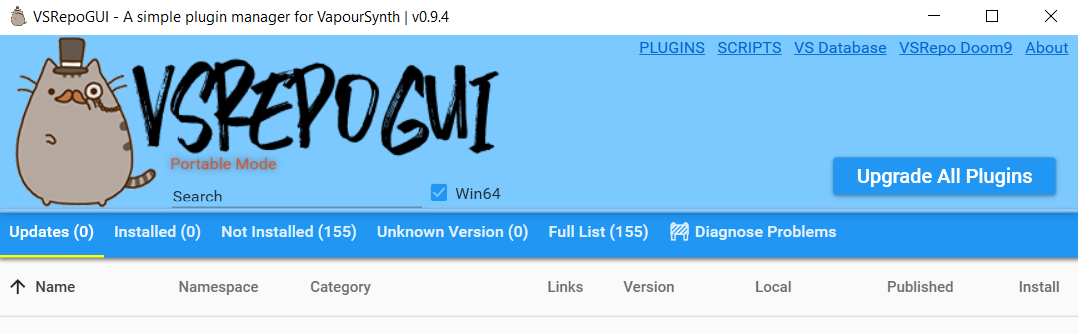 VSRepoGUI - A simple plugin manager for VapourSynth | v0.9.4
PLUGINS SCRIPTS VS Database VSRepo Doom9 About
VSREPOGUI
Portable Mode
Search Win64
Upgrade All Plugins
Updates (0) Installed (0) Not Installed (155) Unknown Version (0) Full List (155) Diagnose Problems
Name Namespace Category Links Version Local Published Install